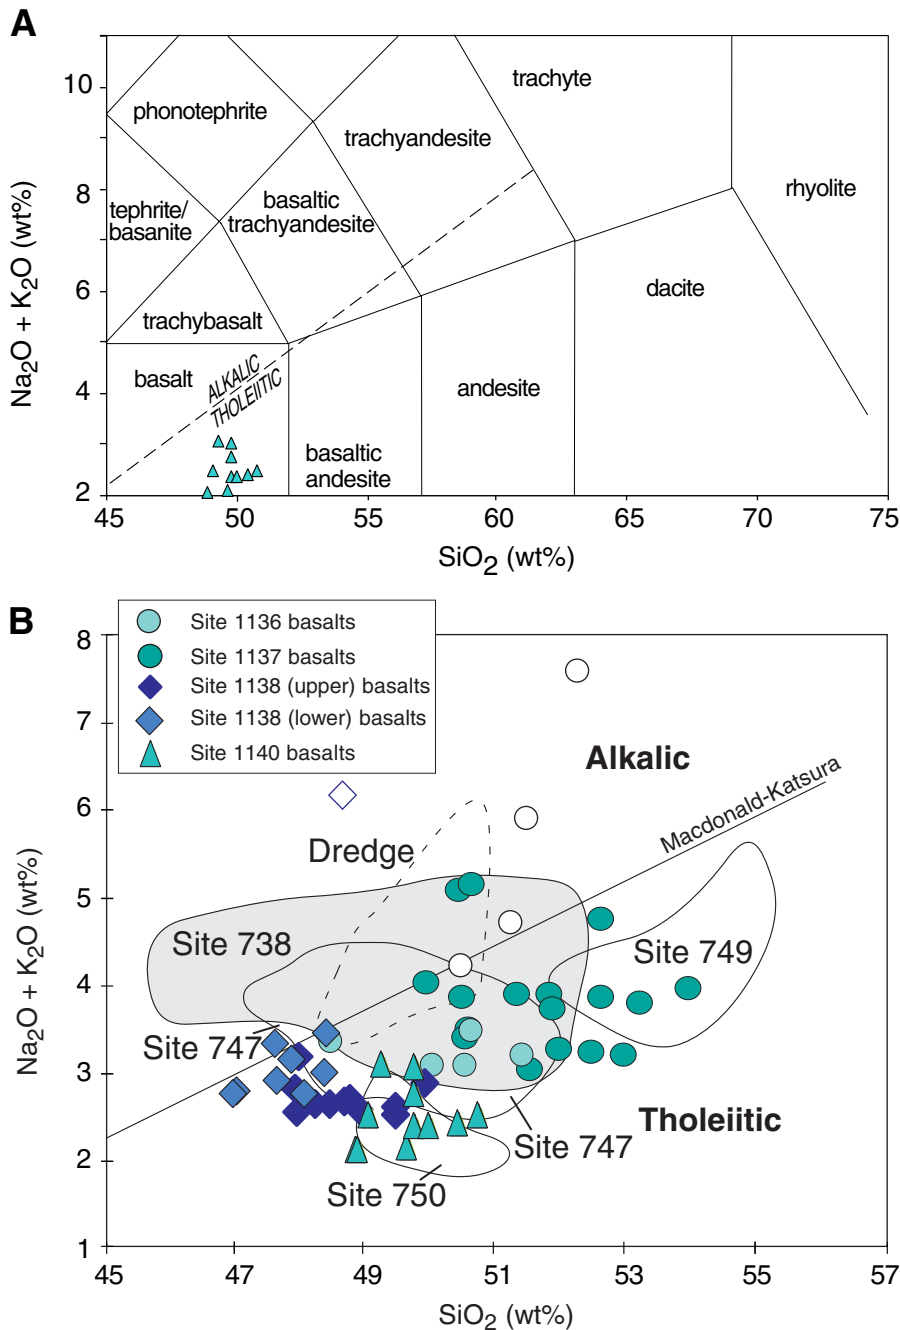 A
10
8
6
4
2
Na2O + K2O (wt%)
phonotephrite
trachyte
trachyandesite
rhyolite
tephrite/
basanite
basaltic
trachyandesite
dacite
trachybasalt
basalt
ALKALIC
THOLEIITIC
andesite
basaltic
andesite
45
50
55
60
65
70
75
SiO2 (wt%)
B
Site 1136 basalts
Site 1137 basalts
Site 1138 (upper) basalts
Site 1138 (lower) basalts
Site 1140 basalts
8
7
6
5
4
3
2
1
Na2O + K2O (wt%)
Alkalic
Macdonald-Katsura
Dredge
Site 738
Site 749
Site 747
Tholeiitic
Site 747
Site 750
45
47
49
51
53
55
57
SiO2 (wt%)